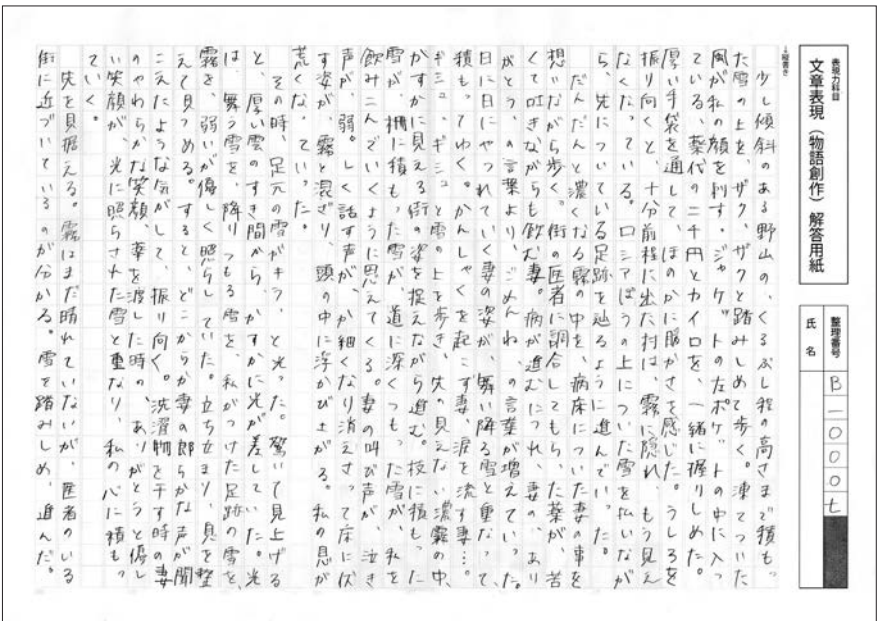 表現力科目
文章表現（物語創作）解答用紙
整理番号
B-000t
氏名
↓縦書き
少し傾斜のある野山の、くるぶし程の高さまで積もっ
た雪の上を、ザク、ザクと踏みしめて歩く。凍てついた
風が私の顔を刺す。ジャケットの左ポケットの中に入っ
ている、薬代の二千円とカイロを、一緒に握りしめた。
厚い手袋を通して、ほのかに暖かさを感じた。うしろを
振り向くと、十分前程に出た村は、霧に隠れ、もう見え
なくなっている。ロシアぼうの上についた雪を払いなが
ら、先についている足跡を辿るように進んでいった。
だんだんと濃くなる霧の中を、病床についた妻の事を
想いながら歩く。街の医者に調合してもらった薬が、苦
くて吐きながらも飲む妻。病が進むにつれ、妻の、あり
がとう、の言葉より、ごめんね、の言葉が増えていった。
日に日にやつれていく妻の姿が、舞い降る雪と重なって、
積もってゆく。かんしゃくを起こす妻、涙を流す妻…。
ギシュ、ギシュと雪の上を歩き、先の見えない濃霧の中、
かすかに見える街の姿を捉えながら進む。枝に積もった
雪が、柵に積もった雪が、道に深くつもった雪が、私を
飲みこんでいくように思えてくる。妻の叫び声が、泣き
声が、弱々しく話す声が、か細くなり消えさって床に伏
す姿が、霧と混ざり、頭の中に浮かびあがる。私の息が
荒くなっていった。
その時、足元の雪がキラッと光った。驚いて見上げる
と、厚い雲のすき間から、かすかに光が差していた。光
は、舞う雪を、降りつもる雪を、私がつけた足跡の雪を、
霧を、弱いが優しく照らしていた。立ち止まり、息を整
えて見つめる。すると、どこからか妻の朗らかな声が聞
こえたような気がして、振り向く。洗濯物を干す時の妻
のやわらかな笑顔、薬を渡した時の、ありがとうと優し
い笑顔が、光に照らされた雪と重なり、私の心に積もっ
ていく。
先を見据える。霧はまだ晴れていないが、医者のいる
街に近づいているのが分かる。雪を踏みしめ、進んだ。